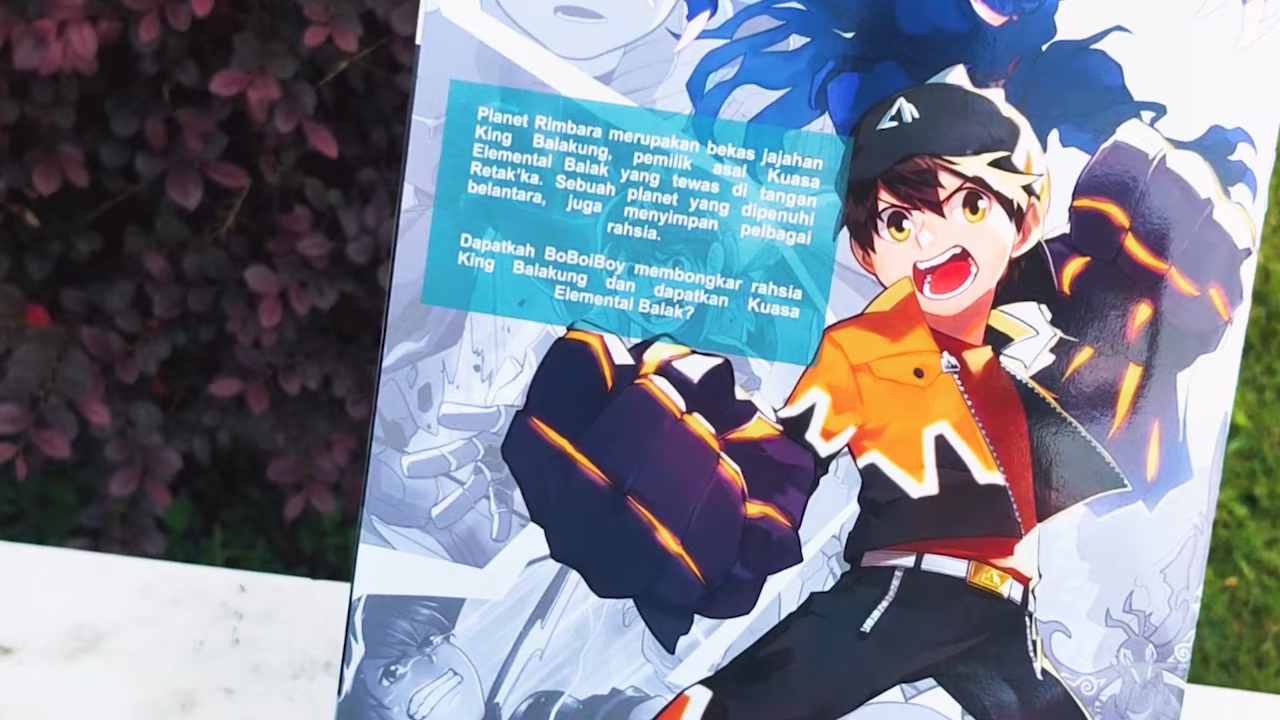 Planet Rimbara merupakan bekas jajahan
King Balakung, pemilik asal Kuasa
Elemental Balak yang tewas di tangan
Retak'ka. Sebuah planet yang dipenuhi
belantara, juga menyimpan pelbagai
rahsia.
Dapatkah BoBoiBoy membongkar rahsia
King Balakung dan dapatkan Kuasa
Elemental Balak?